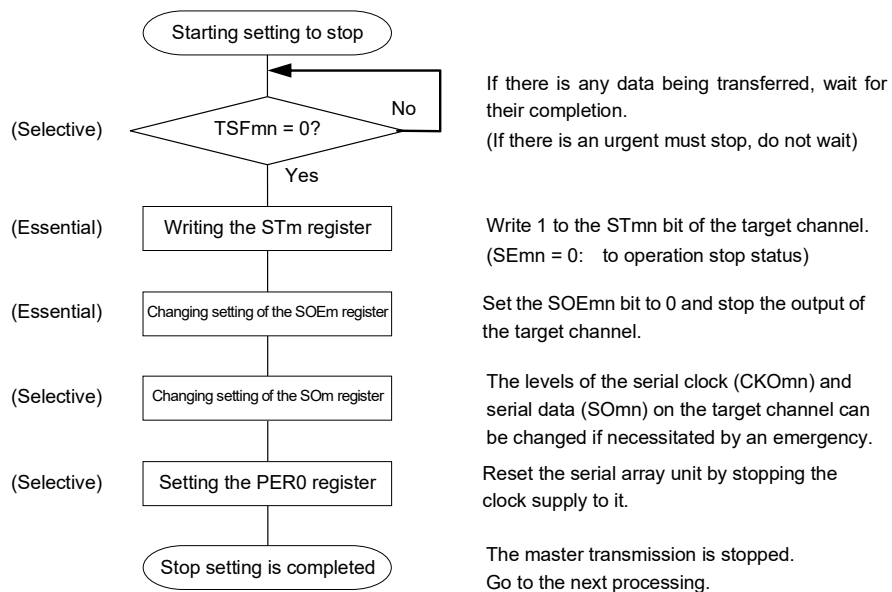 Starting setting to stop
No
If there is any data being transferred, wait for
their completion.
(Selective)
TSFmn = 0?
(If there is an urgent must stop, do not wait)
Yes
(Essential)
Writing the STm register
Write 1 to the STmn bit of the target channel.
(SEmn = 0: to operation stop status)
(Essential)
Changing setting of the SOEm register
Set the SOEmn bit to 0 and stop the output of
the target channel.
(Selective)
Changing setting of the SOm register
The levels of the serial clock (CKOmn) and
serial data (SOmn) on the target channel can
be changed if necessitated by an emergency.
(Selective)
Setting the PER0 register
Reset the serial array unit by stopping the
clock supply to it.
Stop setting is completed
The master transmission is stopped.
Go to the next processing.